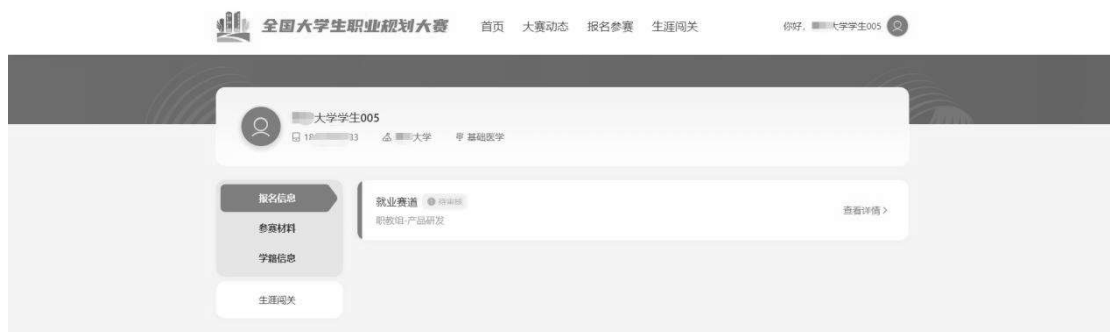 全国大学生职业规划大赛 首页 大赛动态 报名参赛 生涯闯关 你好, 大学学生005
大学学生005
18 33 大学 基础医学
报名信息
就业赛道 待审核
查看详情 >
职教组-产品研发
参赛材料
学籍信息
生涯闯关